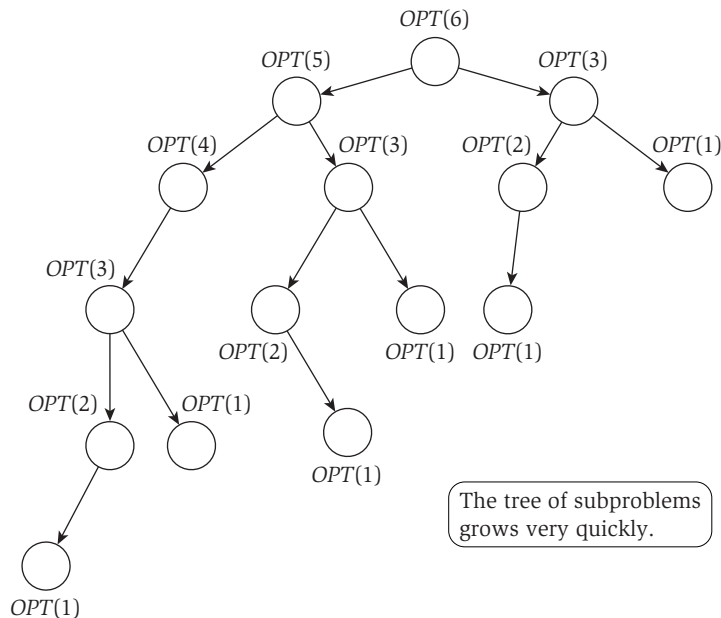 OPT(6)
OPT(5)
OPT(3)
OPT(4)
OPT(3)
OPT(2)
OPT(1)
OPT(3)
OPT(2)
OPT(1)
OPT(1)
OPT(2)
OPT(1)
OPT(1)
The tree of subproblems
grows very quickly.
OPT(1)